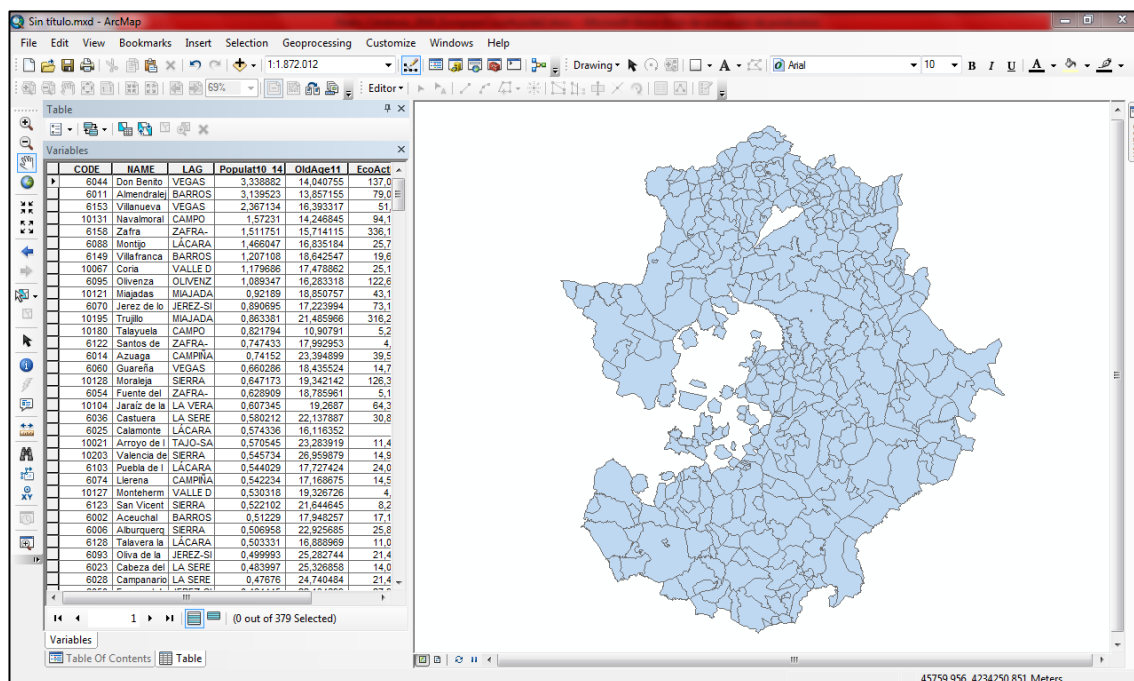 Sin título.mxd - ArcMap
File Edit View Bookmarks Insert Selection Geoprocessing Customize Windows Help
1:1.872.012 Drawing Arial 10 B I U A
69% Editor
Table
Variables
CODE NAME LAG Populat10_14 OldAge11 EcoAct
6044 Don Benito VEGAS 3,338882 14,040755 137,0
6011 Almendralej BARROS 3,139523 13,857155 79,0
6153 Villanueva VEGAS 2,367134 16,393317 51,
10131 Navalmoral CAMPO 1,57231 14,246845 94,1
6158 Zafra ZAFRA- 1,511751 15,714115 336,1
6088 Montijo LÁCARA 1,466047 16,835184 25,7
6149 Villafranca BARROS 1,207108 18,642547 19,6
10067 Coria VALLE D 1,179686 17,478862 25,1
6095 Olivenza OLIVENZ 1,089347 16,283318 122,6
10121 Miajadas MIAJADA 0,92189 18,850757 43,1
6070 Jerez de lo JEREZ-SI 0,890695 17,223994 73,1
10195 Trujillo MIAJADA 0,863381 21,485966 316,2
10180 Talayuela CAMPO 0,821794 10,90791 5,2
6122 Santos de ZAFRA- 0,747433 17,992953 4,
6014 Azuaga CAMPIÑA 0,74152 23,394899 39,5
6060 Guareña VEGAS 0,660286 18,435524 14,7
10128 Moraleja SIERRA 0,647173 19,342142 126,3
6054 Fuente del ZAFRA- 0,628909 18,785961 5,1
10104 Jaraíz de la LA VERA 0,607345 19,2687 64,3
6036 Castuera LA SERE 0,580212 22,137887 30,8
6025 Calamonte LÁCARA 0,574336 16,116352
10021 Arroyo de l TAJO-SA 0,570545 23,283919 11,4
10203 Valencia de SIERRA 0,545734 26,959879 14,9
6103 Puebla de l LÁCARA 0,544029 17,727424 24,0
6074 Llerena CAMPIÑA 0,542234 17,168675 14,5
10127 Monteherm VALLE D 0,530318 19,326726 4,
6123 San Vicent SIERRA 0,522102 21,644645 8,2
6002 Aceuchal BARROS 0,51229 17,948257 17,1
6006 Alburquerq SIERRA 0,506958 22,925685 25,8
6128 Talavera la LÁCARA 0,503331 16,888969 11,0
6093 Oliva de la JEREZ-SI 0,499993 25,282744 21,4
6023 Cabeza del LA SERE 0,483997 25,326858 14,0
6028 Campanario LA SERE 0,47676 24,740484 21,4
1 (0 out of 379 Selected)
Variables
Table Of Contents Table
45759,956 4234250,851 Meters